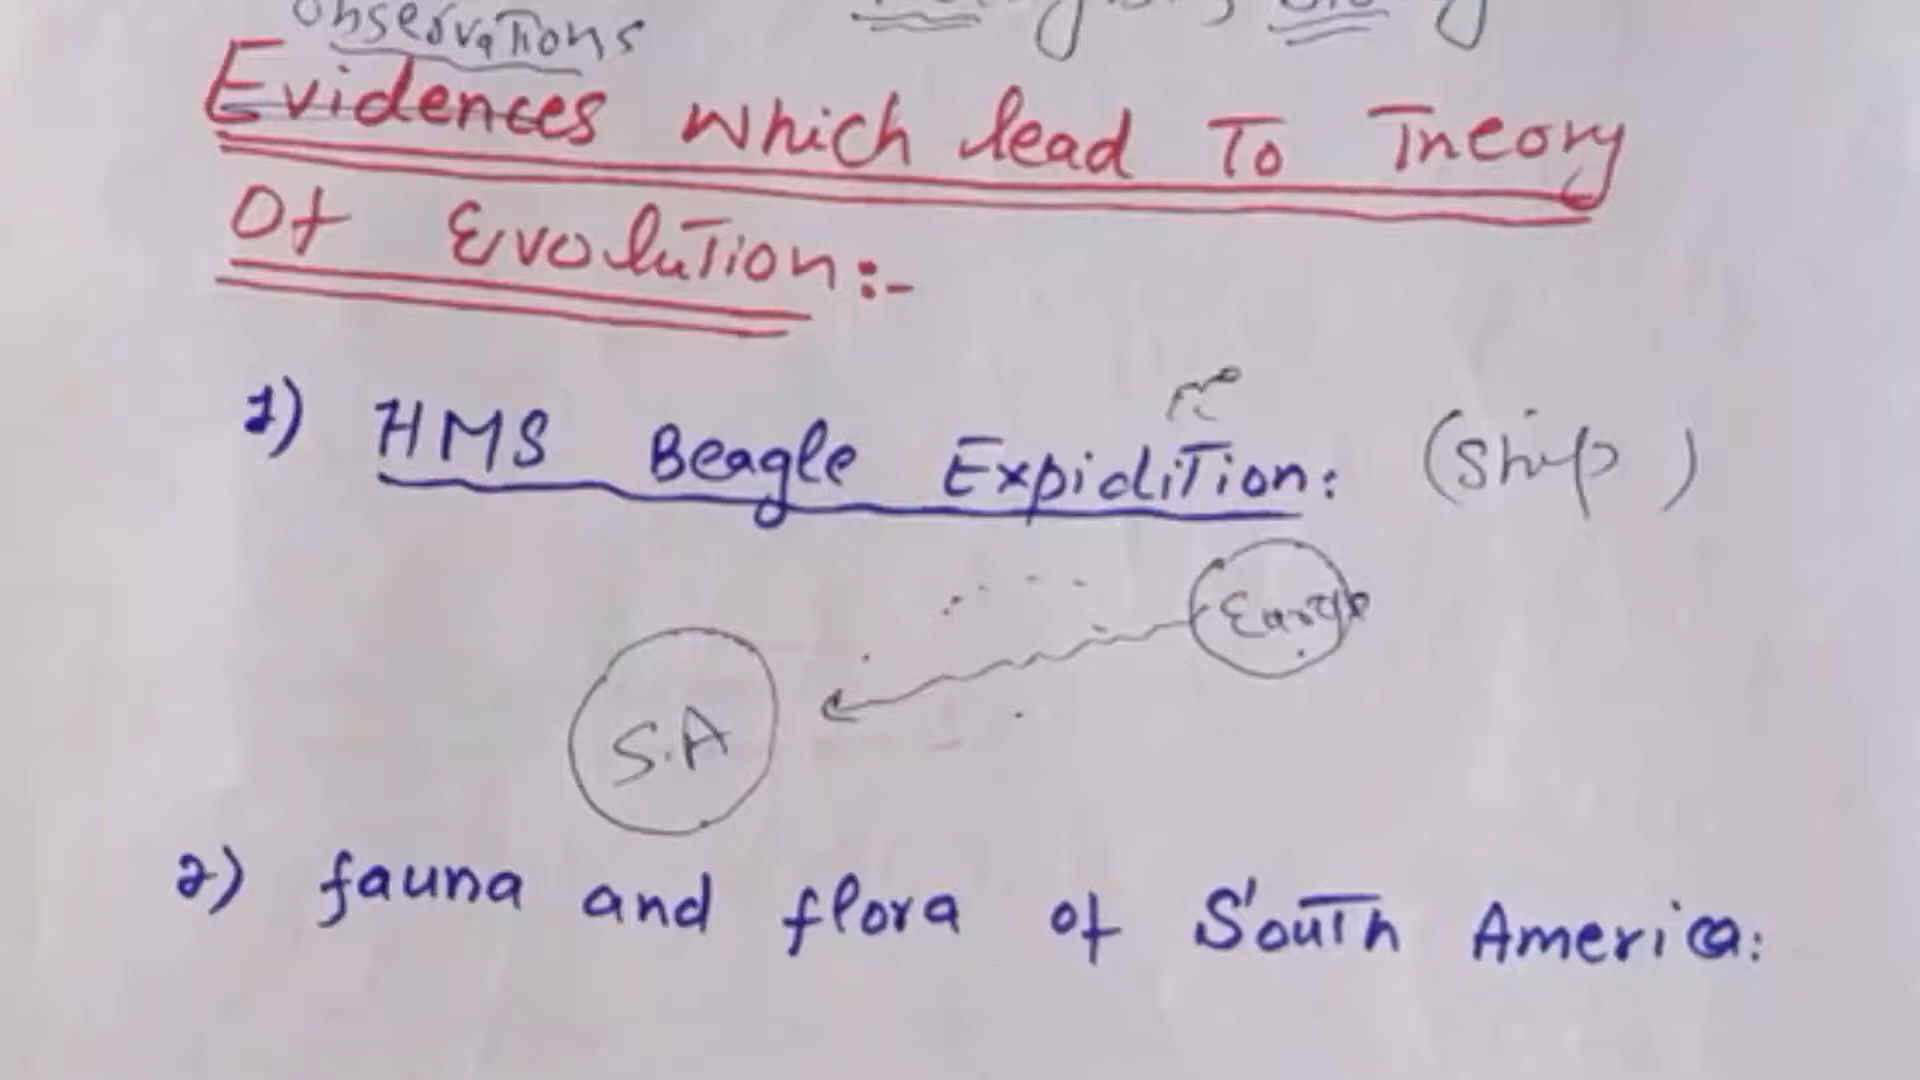 Observations
Evidences which lead To Theory
Of Evolution:-
1) HMS Beagle Expidition: (Ship)
S.A
2) fauna and flora of South America: